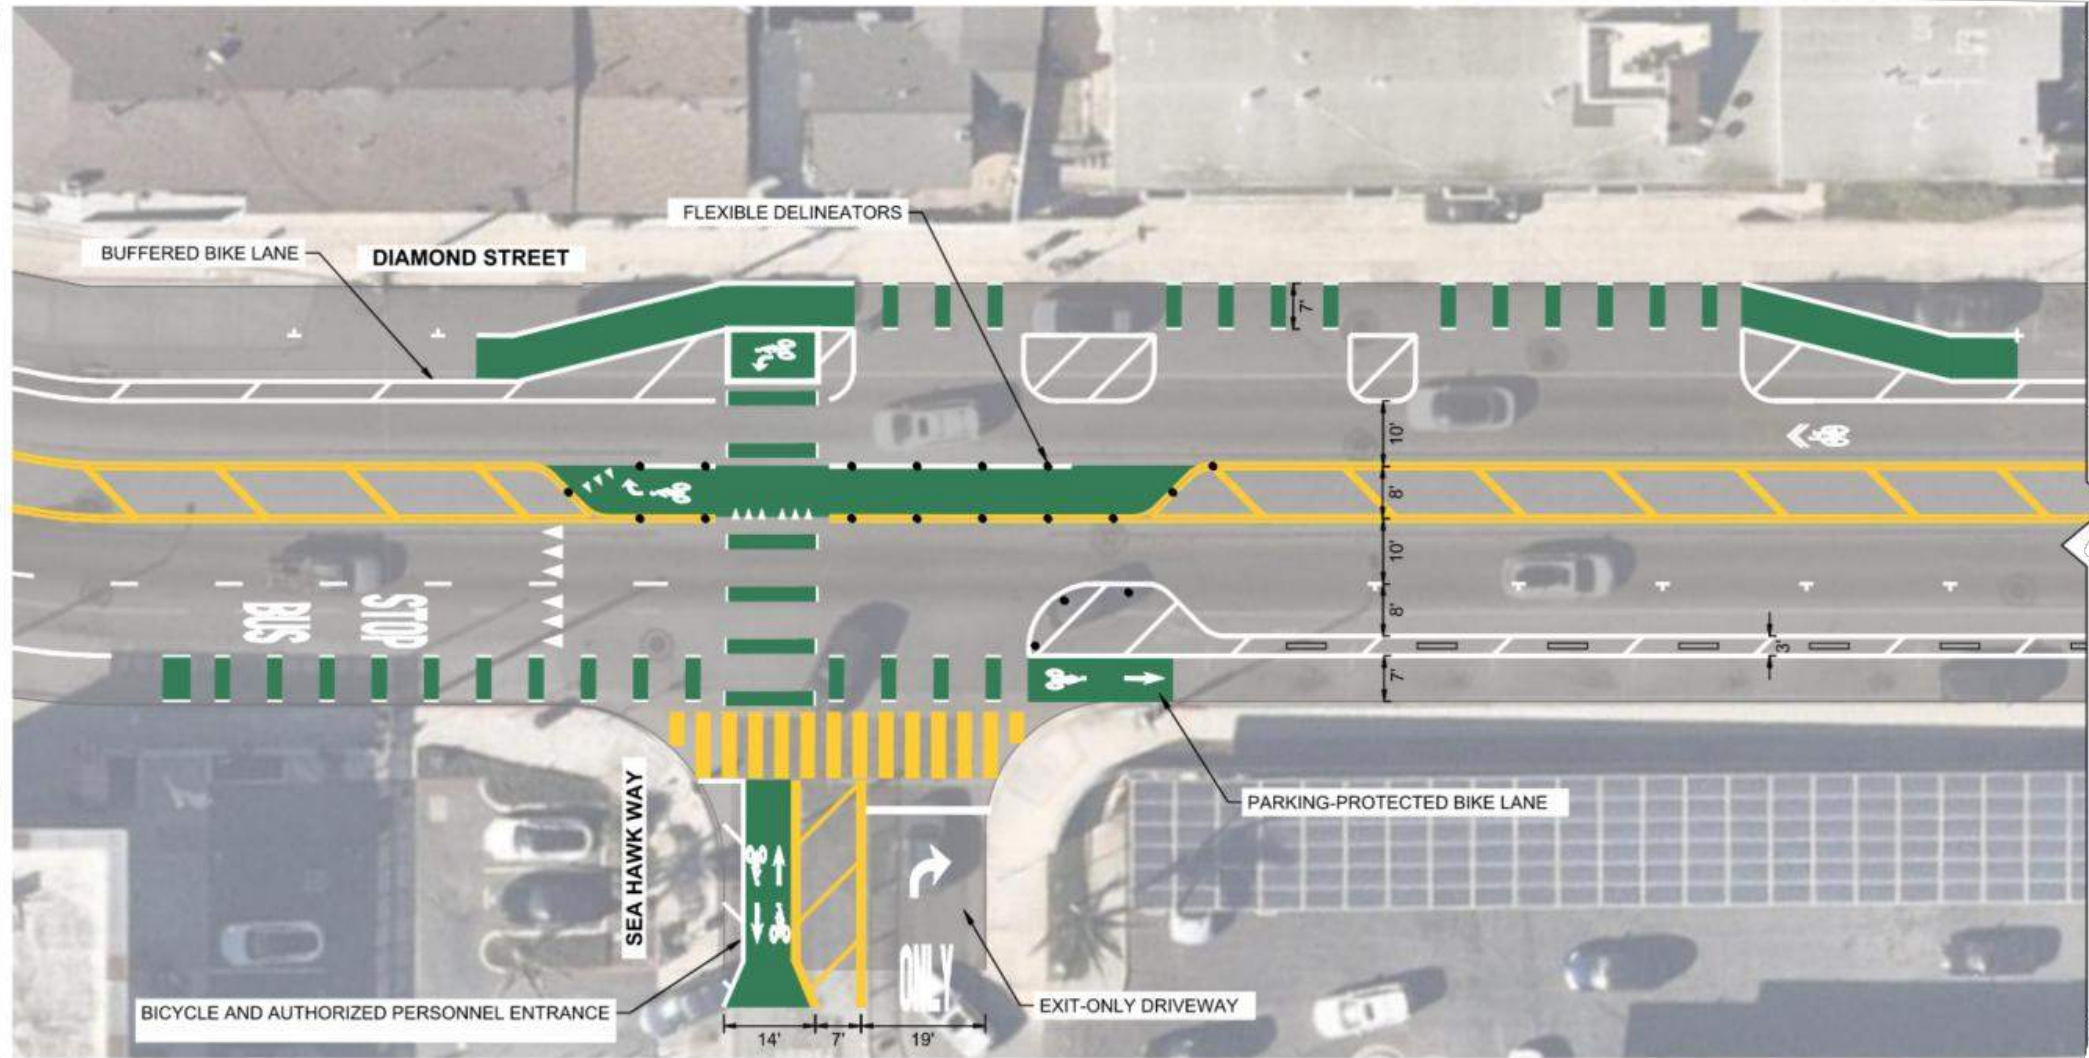 FLEXIBLE DELINEATORS
BUFFERED BIKE LANE
DIAMOND STREET
7'
10'
8'
10'
BUS
STOP
8'
3'
7'
SEA HAWK WAY
PARKING-PROTECTED BIKE LANE
ONLY
BICYCLE AND AUTHORIZED PERSONNEL ENTRANCE
EXIT-ONLY DRIVEWAY
14'
7'
19'